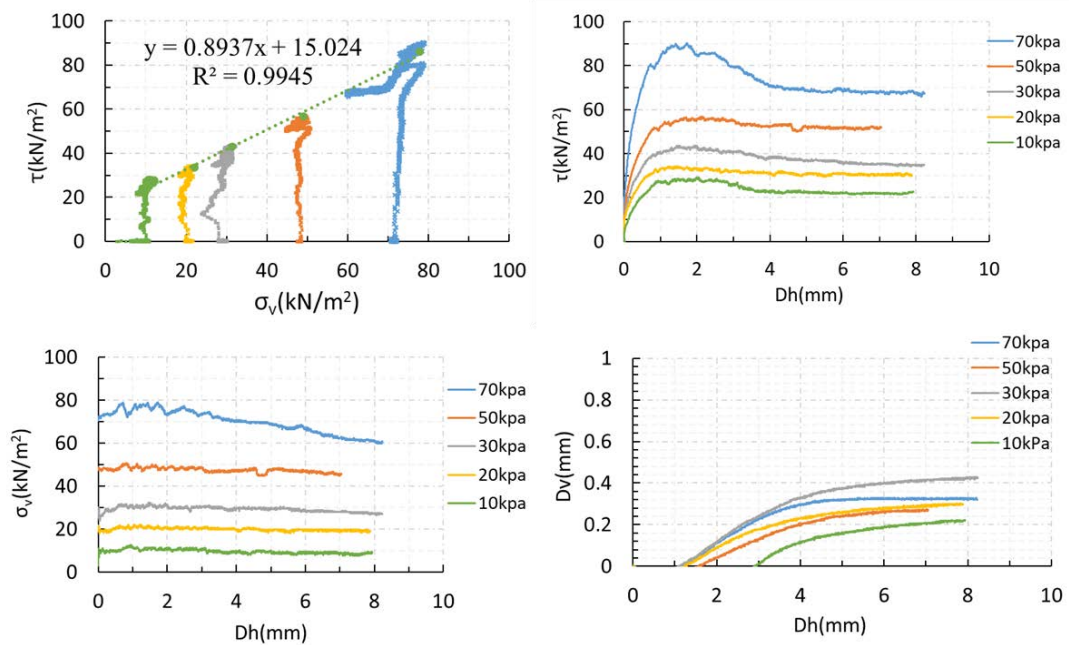 100
80
60
40
20
0
τ(kN/m²)
y = 0.8937x + 15.024
R² = 0.9945
0
20
40
60
80
100
σᵥ(kN/m²)
100
80
60
40
20
0
τ(kN/m²)
0
2
4
6
8
10
Dh(mm)
70kpa
50kpa
30kpa
20kpa
10kpa
100
80
60
40
20
0
σᵥ(kN/m²)
0
2
4
6
8
10
Dh(mm)
70kpa
50kpa
30kpa
20kpa
10kpa
1
0.8
0.6
0.4
0.2
0
Dv(mm)
0
2
4
6
8
10
Dh(mm)
70kpa
50kpa
30kpa
20kpa
10kPa